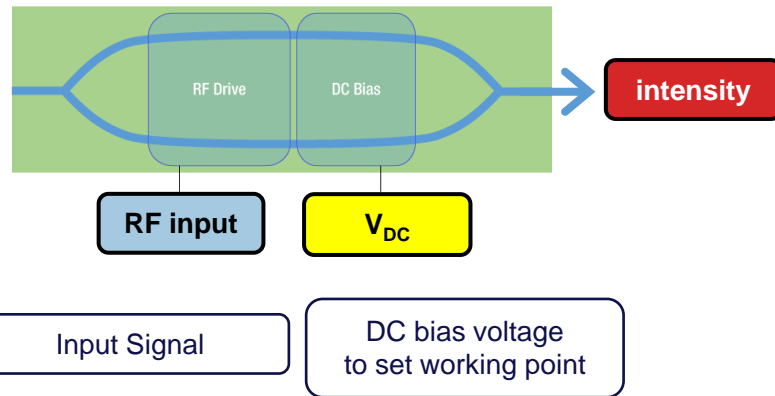 RF Drive
DC Bias
intensity
RF input
VDC
Input Signal
DC bias voltage
to set working point